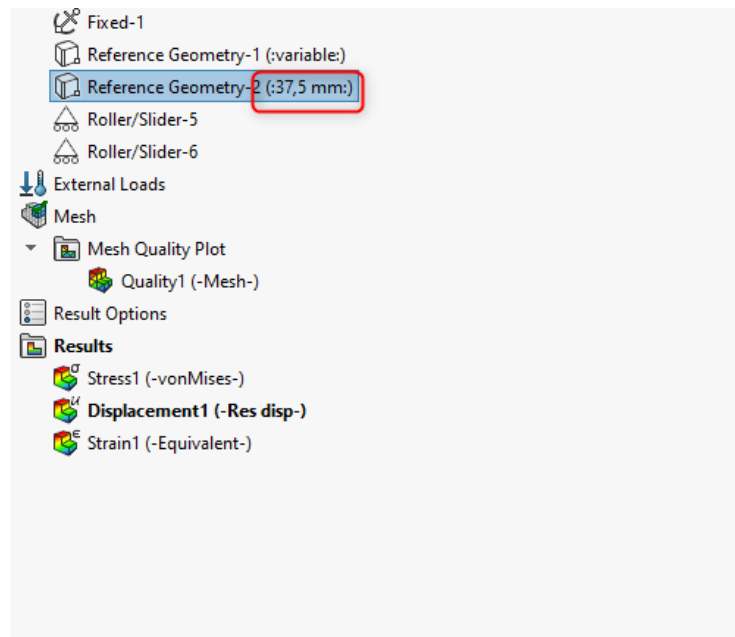 Fixed-1
Reference Geometry-1 (:variable:)
Reference Geometry-2 (:37,5 mm:)
Roller/Slider-5
Roller/Slider-6
External Loads
Mesh
Mesh Quality Plot
Quality1 (-Mesh-)
Result Options
Results
Stress1 (-vonMises-)
Displacement1 (-Res disp-)
Strain1 (-Equivalent-)